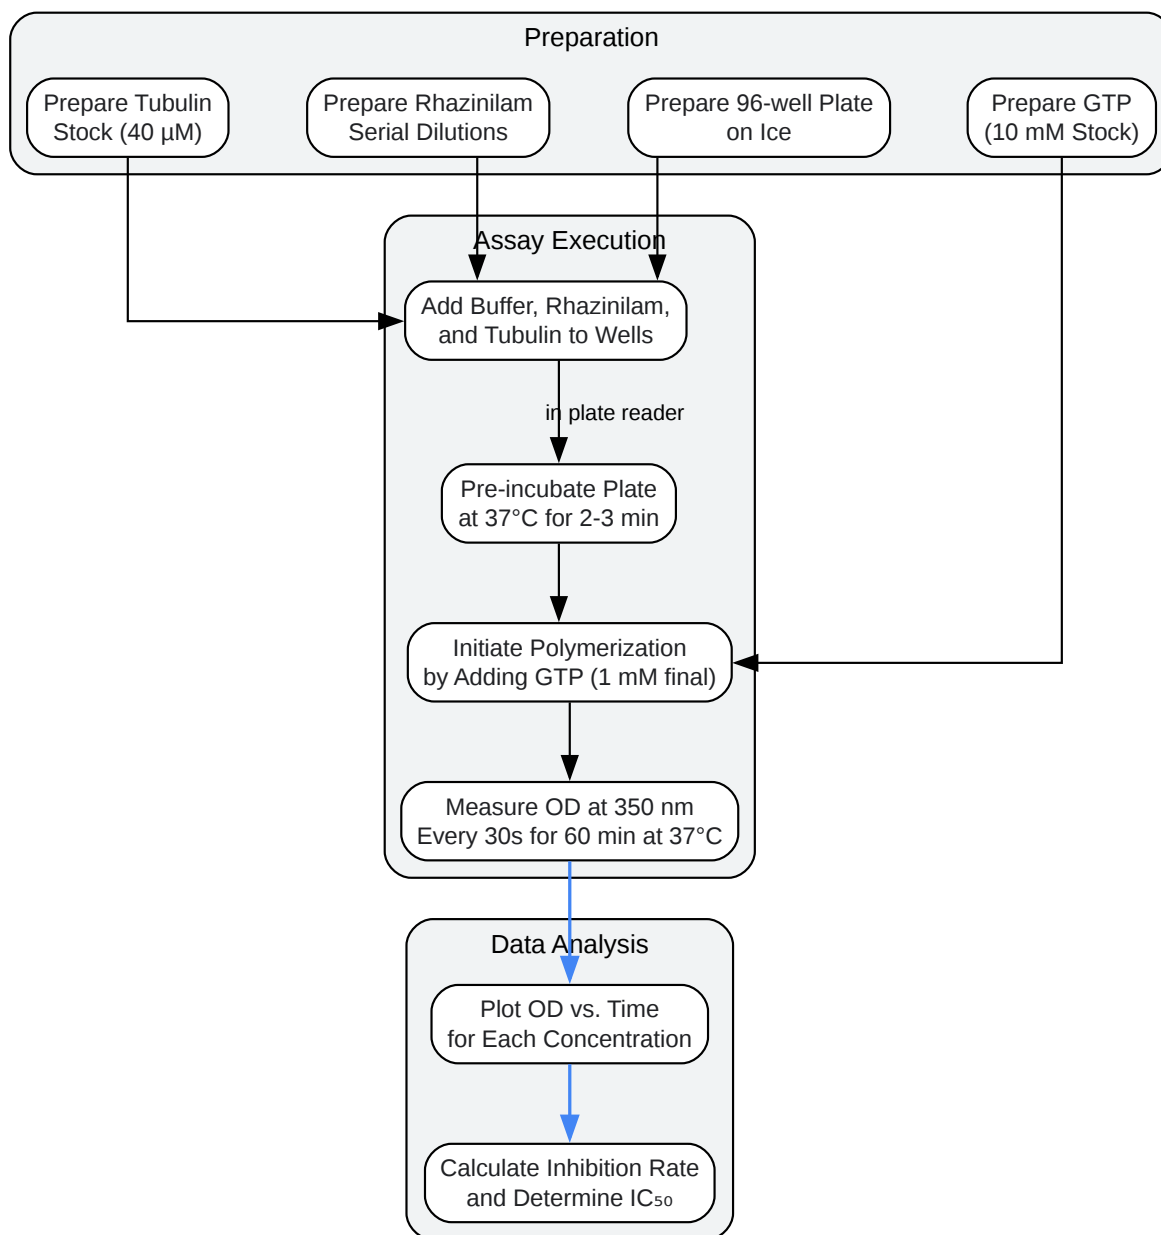 Preparation
Prepare Tubulin
Stock (40 µM)
Prepare Rhazinilam
Serial Dilutions
Prepare 96-well Plate
on Ice
Prepare GTP
(10 mM Stock)
Assay Execution
Add Buffer, Rhazinilam,
and Tubulin to Wells
in plate reader
Pre-incubate Plate
at 37°C for 2-3 min
Initiate Polymerization
by Adding GTP (1 mM final)
Measure OD at 350 nm
Every 30s for 60 min at 37°C
Data Analysis
Plot OD vs. Time
for Each Concentration
Calculate Inhibition Rate
and Determine IC₅₀